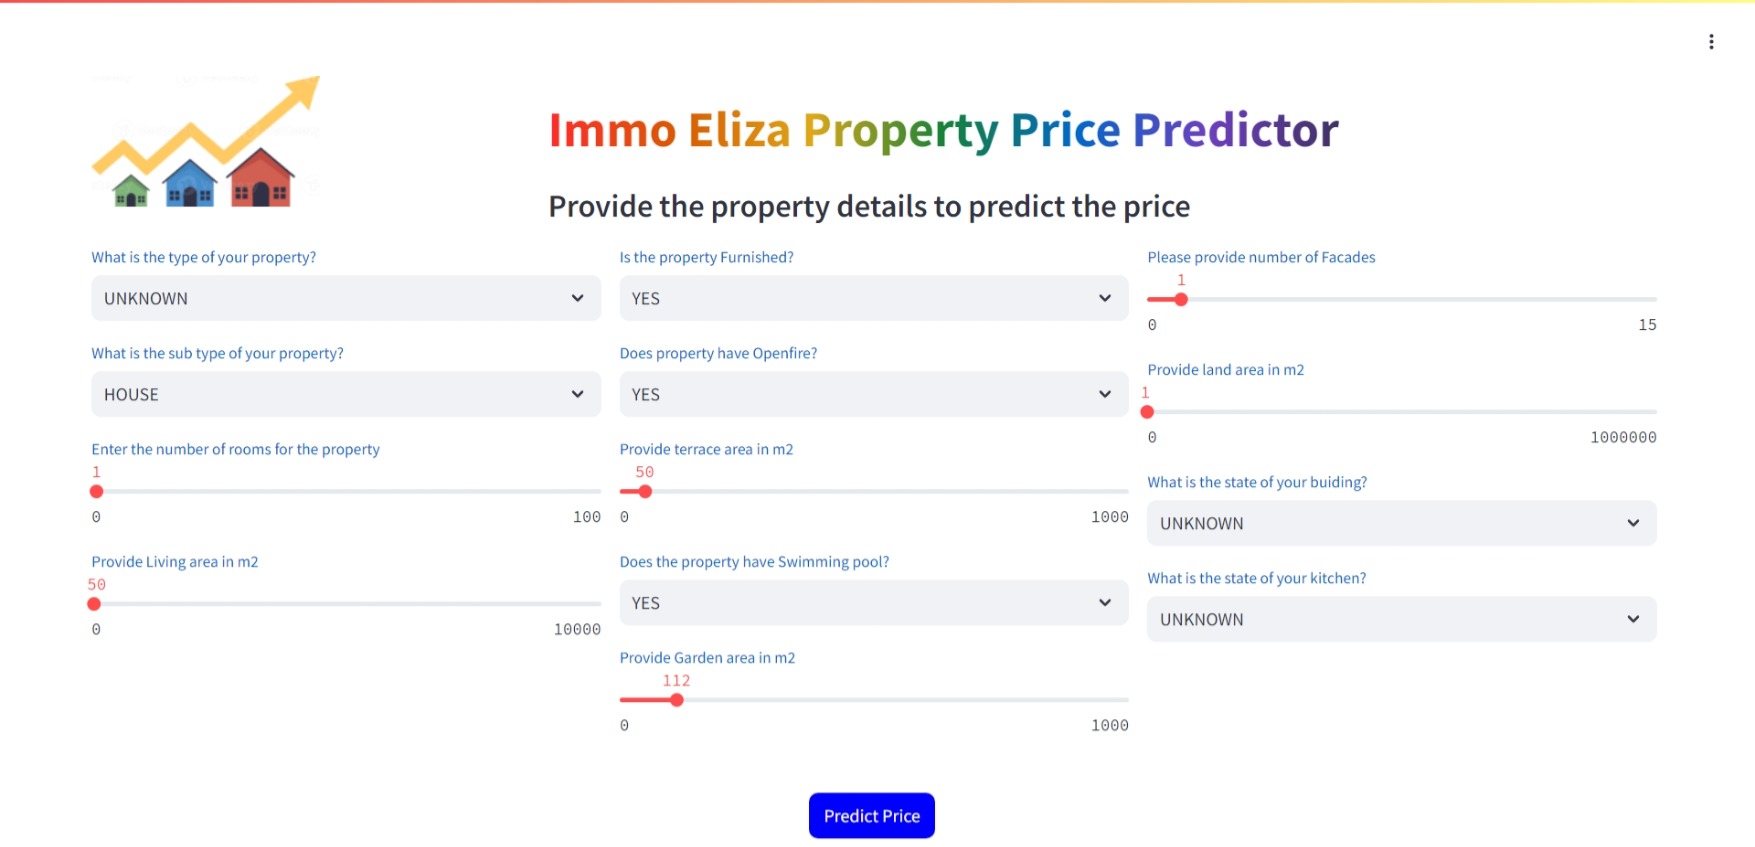 Immo Eliza Property Price Predictor
Provide the property details to predict the price
What is the type of your property?
UNKNOWN
What is the sub type of your property?
HOUSE
Enter the number of rooms for the property
1
0 100
Provide Living area in m2
50
0 10000
Is the property Furnished?
YES
Does property have Openfire?
YES
Provide terrace area in m2
50
0 1000
Does the property have Swimming pool?
YES
Provide Garden area in m2
112
0 1000
Please provide number of Facades
1
0 15
Provide land area in m2
1
0 1000000
What is the state of your buiding?
UNKNOWN
What is the state of your kitchen?
UNKNOWN
Predict Price